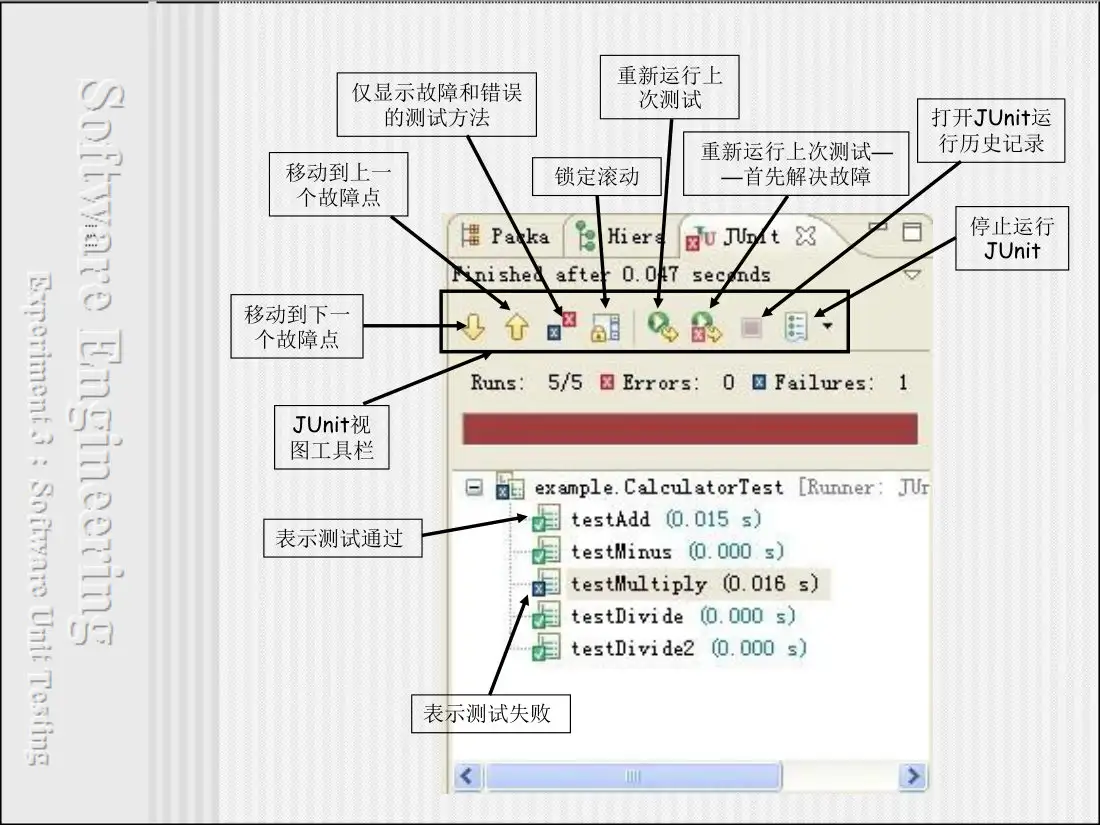 Software Engineering
Experiment3：Software Unit Testing
重新运行上
次测试
仅显示故障和错误
的测试方法
打开JUnit运
行历史记录
重新运行上次测试—
—首先解决故障
移动到上一
个故障点
锁定滚动
停止运行
JUnit
Packa
Hiera
JUnit
Finished after 0.047 seconds
移动到下一
个故障点
Runs: 5/5 Errors: 0 Failures: 1
JUnit视
图工具栏
example.CalculatorTest [Runner: JUn
testAdd (0.015 s)
表示测试通过
testMinus (0.000 s)
testMultiply (0.016 s)
testDivide (0.000 s)
testDivide2 (0.000 s)
表示测试失败